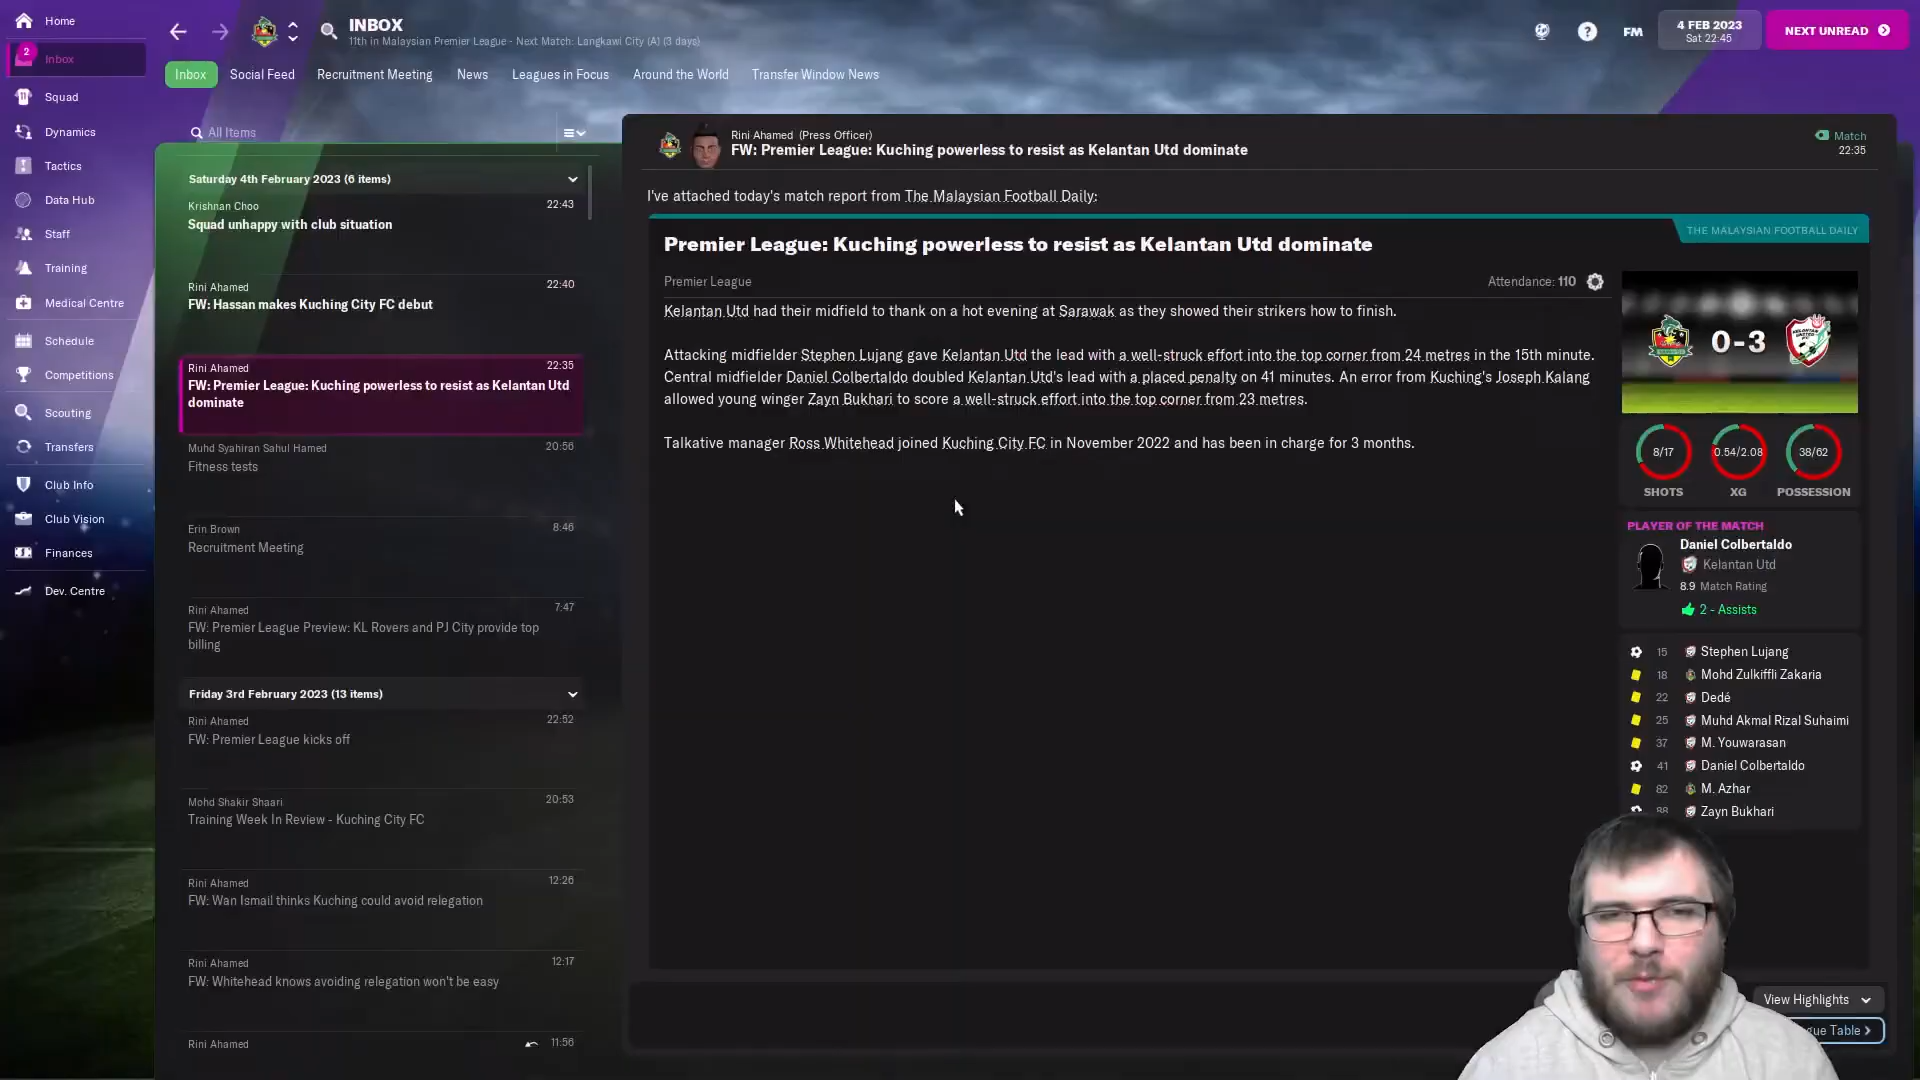 Home
INBOX
11th in Malaysian Premier League - Next Match: Langkawi City (A) (3 days)
FM
4 FEB 2023
Sat 22:45
NEXT UNREAD
2
Inbox
Squad
Dynamics
Tactics
Data Hub
Staff
Training
Medical Centre
Schedule
Competitions
Scouting
Transfers
Club Info
Club Vision
Finances
Dev. Centre
Inbox
Social Feed
Recruitment Meeting
News
Leagues in Focus
Around the World
Transfer Window News
All Items
Saturday 4th February 2023 (6 items)
Krishnan Choo 22:43
Squad unhappy with club situation
Rini Ahamed 22:40
FW: Hassan makes Kuching City FC debut
Rini Ahamed 22:35
FW: Premier League: Kuching powerless to resist as Kelantan Utd
dominate
Muhd Syahiran Sahul Hamed 20:56
Fitness tests
Erin Brown 8:46
Recruitment Meeting
Rini Ahamed 7:47
FW: Premier League Preview: KL Rovers and PJ City provide top
billing
Friday 3rd February 2023 (13 items)
Rini Ahamed 22:52
FW: Premier League kicks off
Mohd Shakir Shaari 20:53
Training Week In Review - Kuching City FC
Rini Ahamed 12:26
FW: Wan Ismail thinks Kuching could avoid relegation
Rini Ahamed 12:17
FW: Whitehead knows avoiding relegation won't be easy
Rini Ahamed 11:56
Rini Ahamed (Press Officer)
FW: Premier League: Kuching powerless to resist as Kelantan Utd dominate
Match
22:35
I've attached today's match report from The Malaysian Football Daily:
THE MALAYSIAN FOOTBALL DAILY
Premier League: Kuching powerless to resist as Kelantan Utd dominate
Premier League
Attendance: 110
Kelantan Utd had their midfield to thank on a hot evening at Sarawak as they showed their strikers how to finish.
Attacking midfielder Stephen Lujang gave Kelantan Utd the lead with a well-struck effort into the top corner from 24 metres in the 15th minute.
Central midfielder Daniel Colbertaldo doubled Kelantan Utd's lead with a placed penalty on 41 minutes. An error from Kuching's Joseph Kalang
allowed young winger Zayn Bukhari to score a well-struck effort into the top corner from 23 metres.
Talkative manager Ross Whitehead joined Kuching City FC in November 2022 and has been in charge for 3 months.
0-3
8/17
0.54/2.08
38/62
SHOTS
XG
POSSESSION
PLAYER OF THE MATCH
Daniel Colbertaldo
Kelantan Utd
8.9 Match Rating
2 - Assists
15 Stephen Lujang
18 Mohd Zulkiffli Zakaria
22 Dedé
25 Muhd Akmal Rizal Suhaimi
37 M. Youwarasan
41 Daniel Colbertaldo
82 M. Azhar
88 Zayn Bukhari
View Highlights
Table